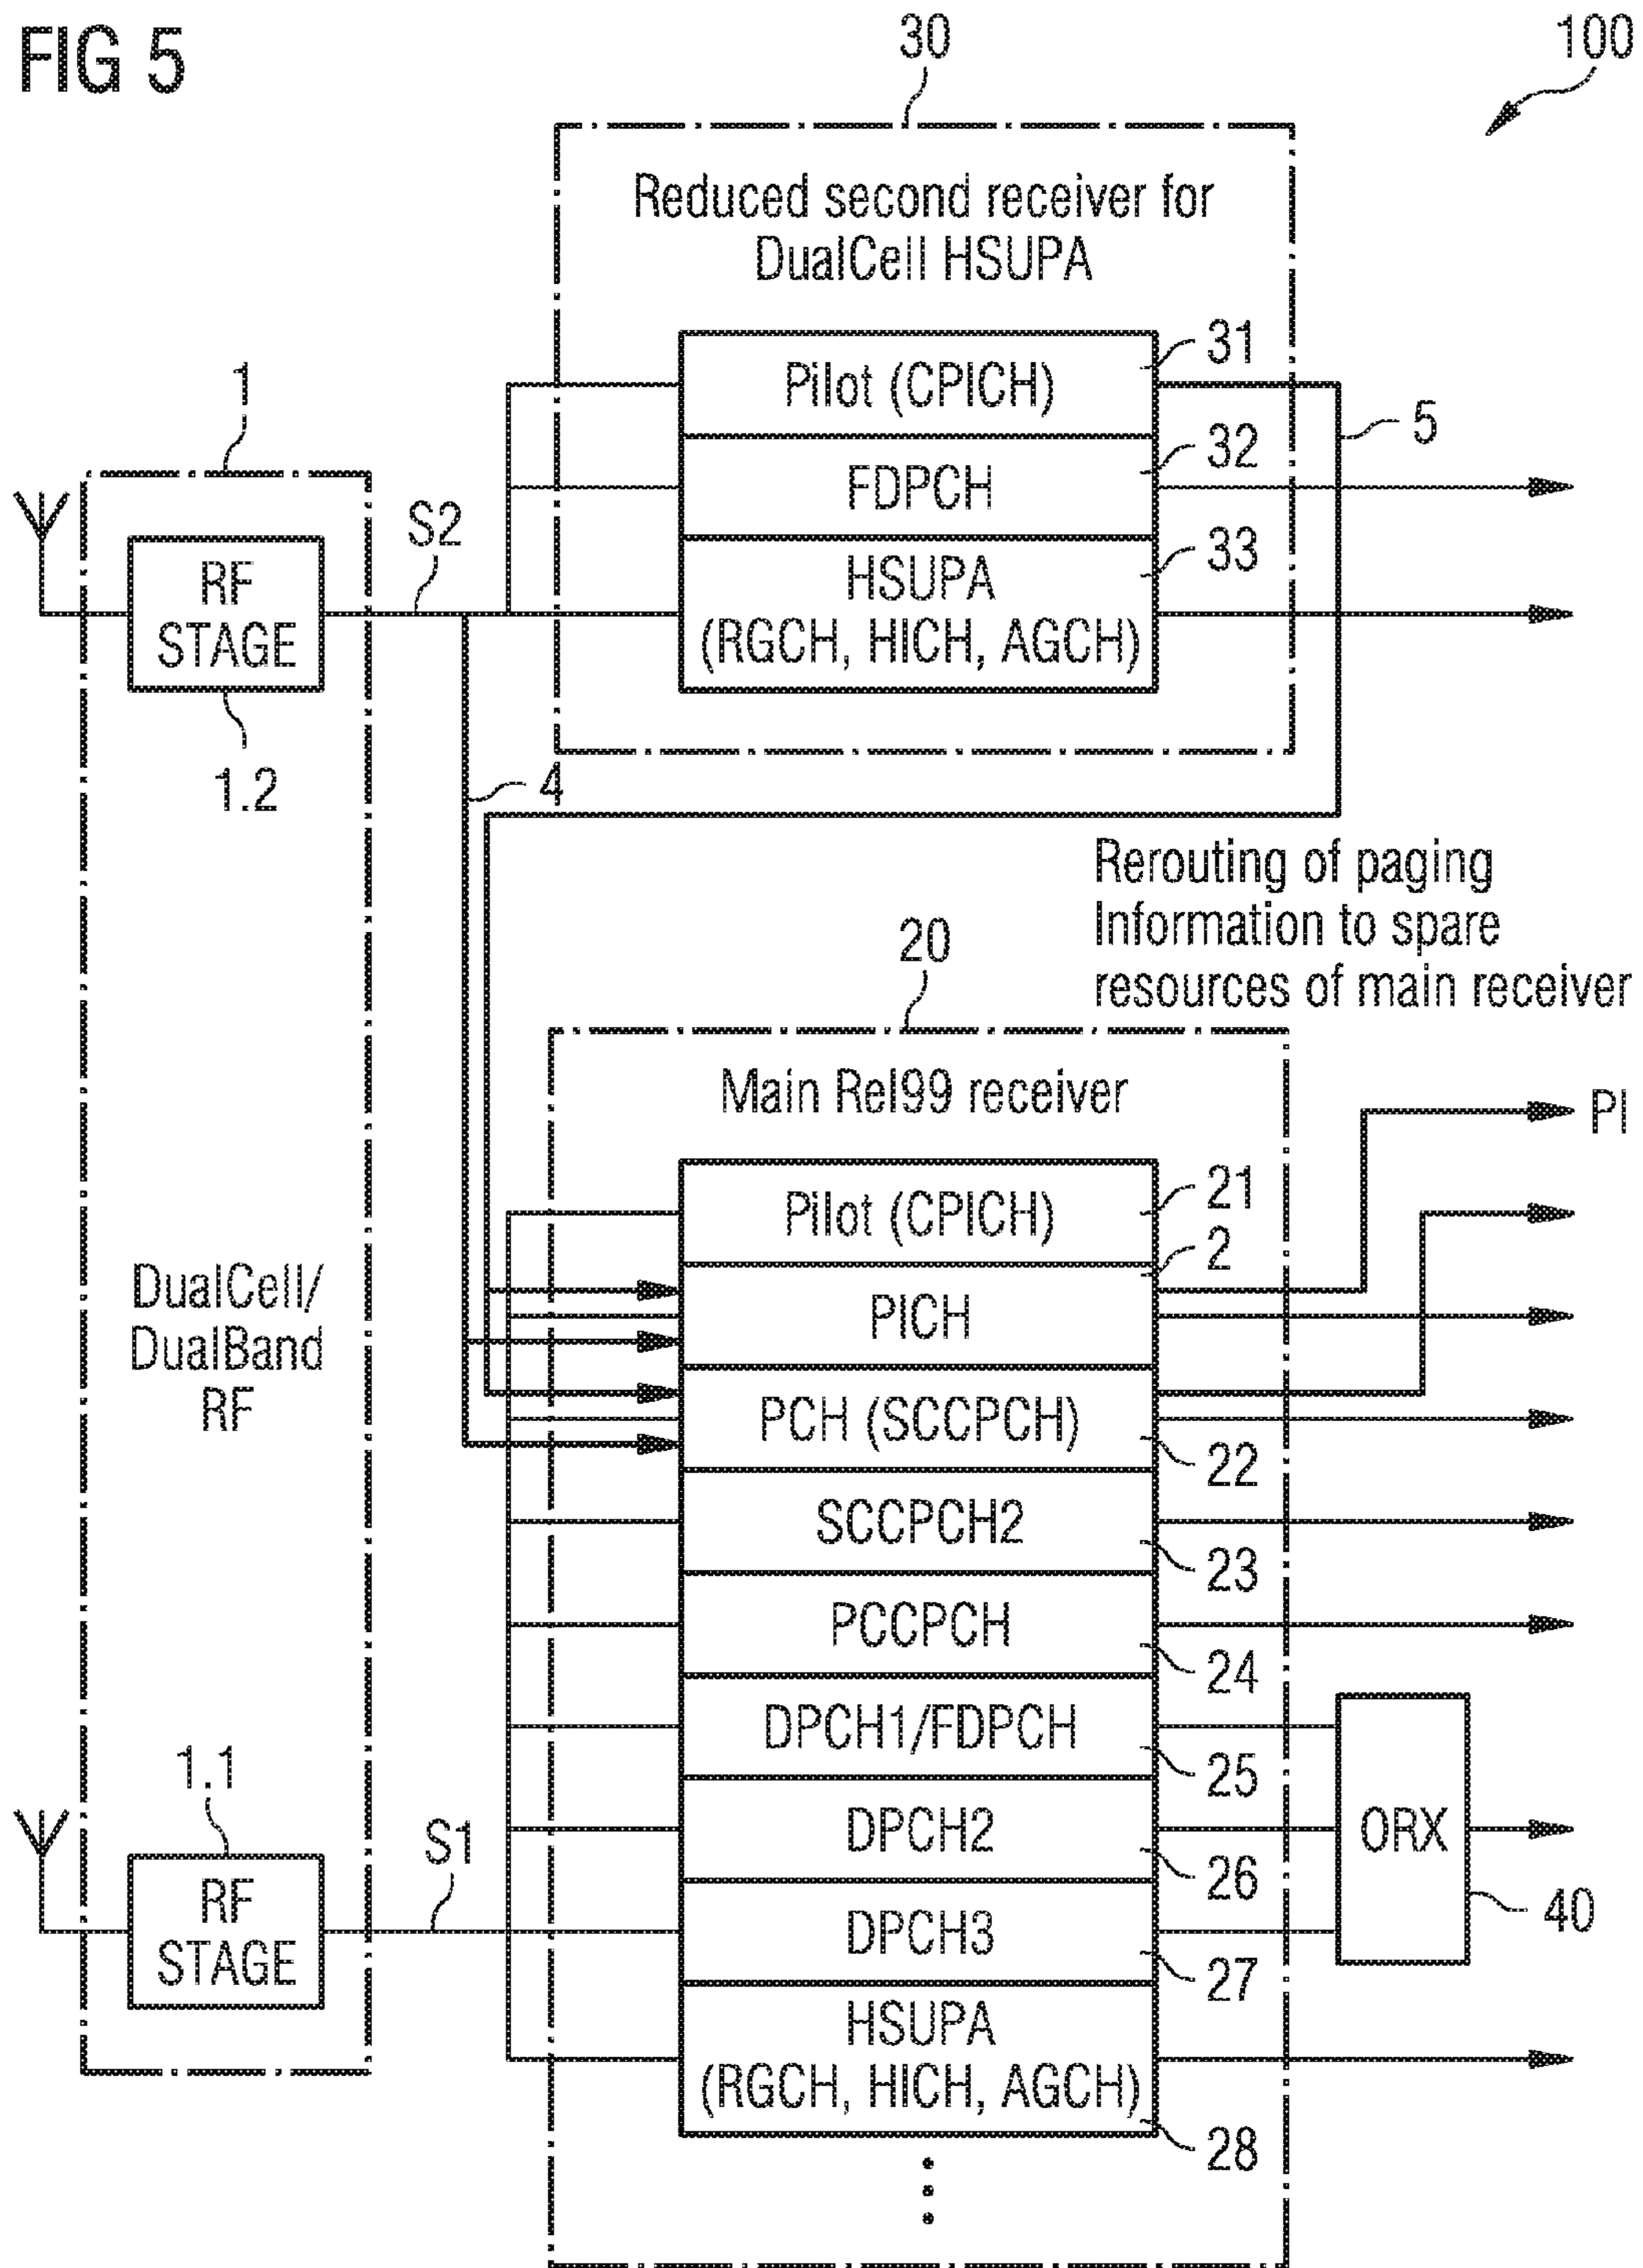 FIG 5
30
100
Reduced second receiver for
DualCell HSUPA
31
Pilot (CPICH)
1
5
32
FDPCH
S2
33
HSUPA
(RGCH, HICH, AGCH)
RF
STAGE
1.2
4
Rerouting of paging
Information to spare
resources of main receiver
20
Main Rel99 receiver
PI
21
Pilot (CPICH)
2
PICH
DualCell/
DualBand
RF
PCH (SCCPCH)
22
SCCPCH2
23
PCCPCH
24
DPCH1/FDPCH
25
1.1
DPCH2
26
ORX
S1
RF
STAGE
DPCH3
27
40
HSUPA
(RGCH, HICH, AGCH)
28